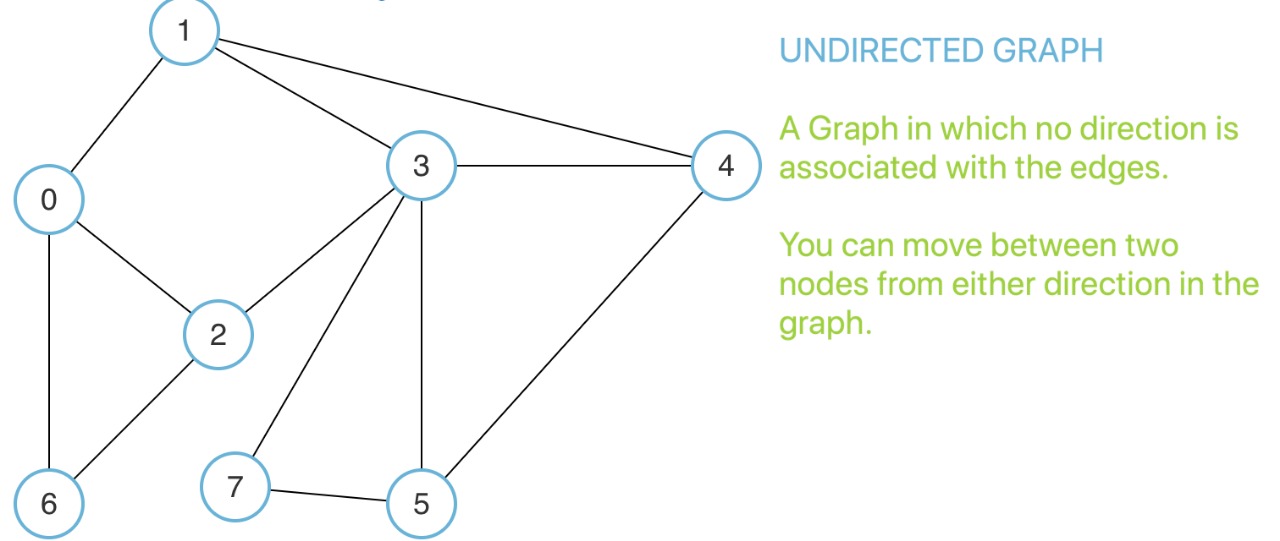 1
UNDIRECTED GRAPH
A Graph in which no direction is
associated with the edges.
3
4
0
You can move between two
nodes from either direction in the
graph.
2
7
6
5